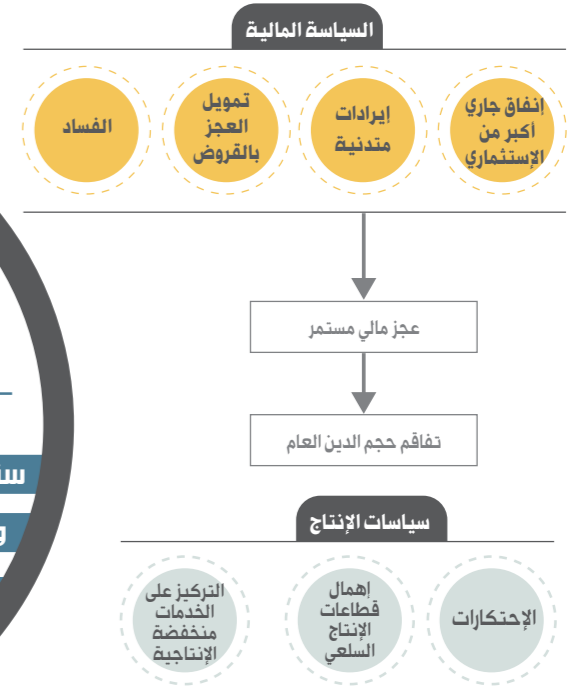 السياسة المالية
إنفاق جاري
أكبر من
الإستثماري
إيرادات
متدنية
تمويل
العجز
بالقروض
الفساد
عجز مالي مستمر
تفاقم حجم الدين العام
سياسات الإنتاج
الإحتكارات
إهمال
قطاعات
الإنتاج
السلعي
التركيز على
الخدمات
منخفضة
الإنتاجية